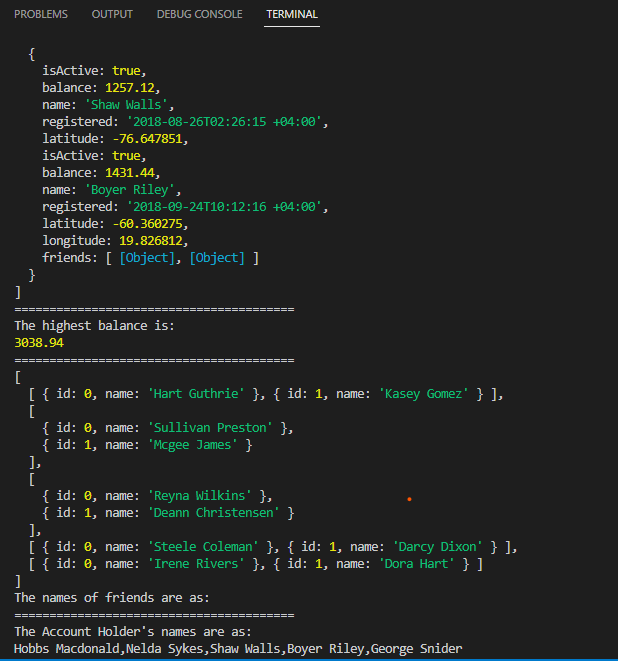 PROBLEMS OUTPUT DEBUG CONSOLE TERMINAL
  {
    isActive: true,
    balance: 1257.12,
    name: 'Shaw Walls',
    registered: '2018-08-26T02:26:15 +04:00',
    latitude: -76.647851,
    isActive: true,
    balance: 1431.44,
    name: 'Boyer Riley',
    registered: '2018-09-24T10:12:16 +04:00',
    latitude: -60.360275,
    longitude: 19.826812,
    friends: [ [Object], [Object] ]
  }
]
========================================
The highest balance is:
3038.94
========================================
[
  [ { id: 0, name: 'Hart Guthrie' }, { id: 1, name: 'Kasey Gomez' } ],
  [
    { id: 0, name: 'Sullivan Preston' },
    { id: 1, name: 'Mcgee James' }
  ],
  [
    { id: 0, name: 'Reyna Wilkins' },
    { id: 1, name: 'Deann Christensen' }
  ],
  [ { id: 0, name: 'Steele Coleman' }, { id: 1, name: 'Darcy Dixon' } ],
  [ { id: 0, name: 'Irene Rivers' }, { id: 1, name: 'Dora Hart' } ]
]
The names of friends are as:
========================================
The Account Holder's names are as:
Hobbs Macdonald,Nelda Sykes,Shaw Walls,Boyer Riley,George Snider